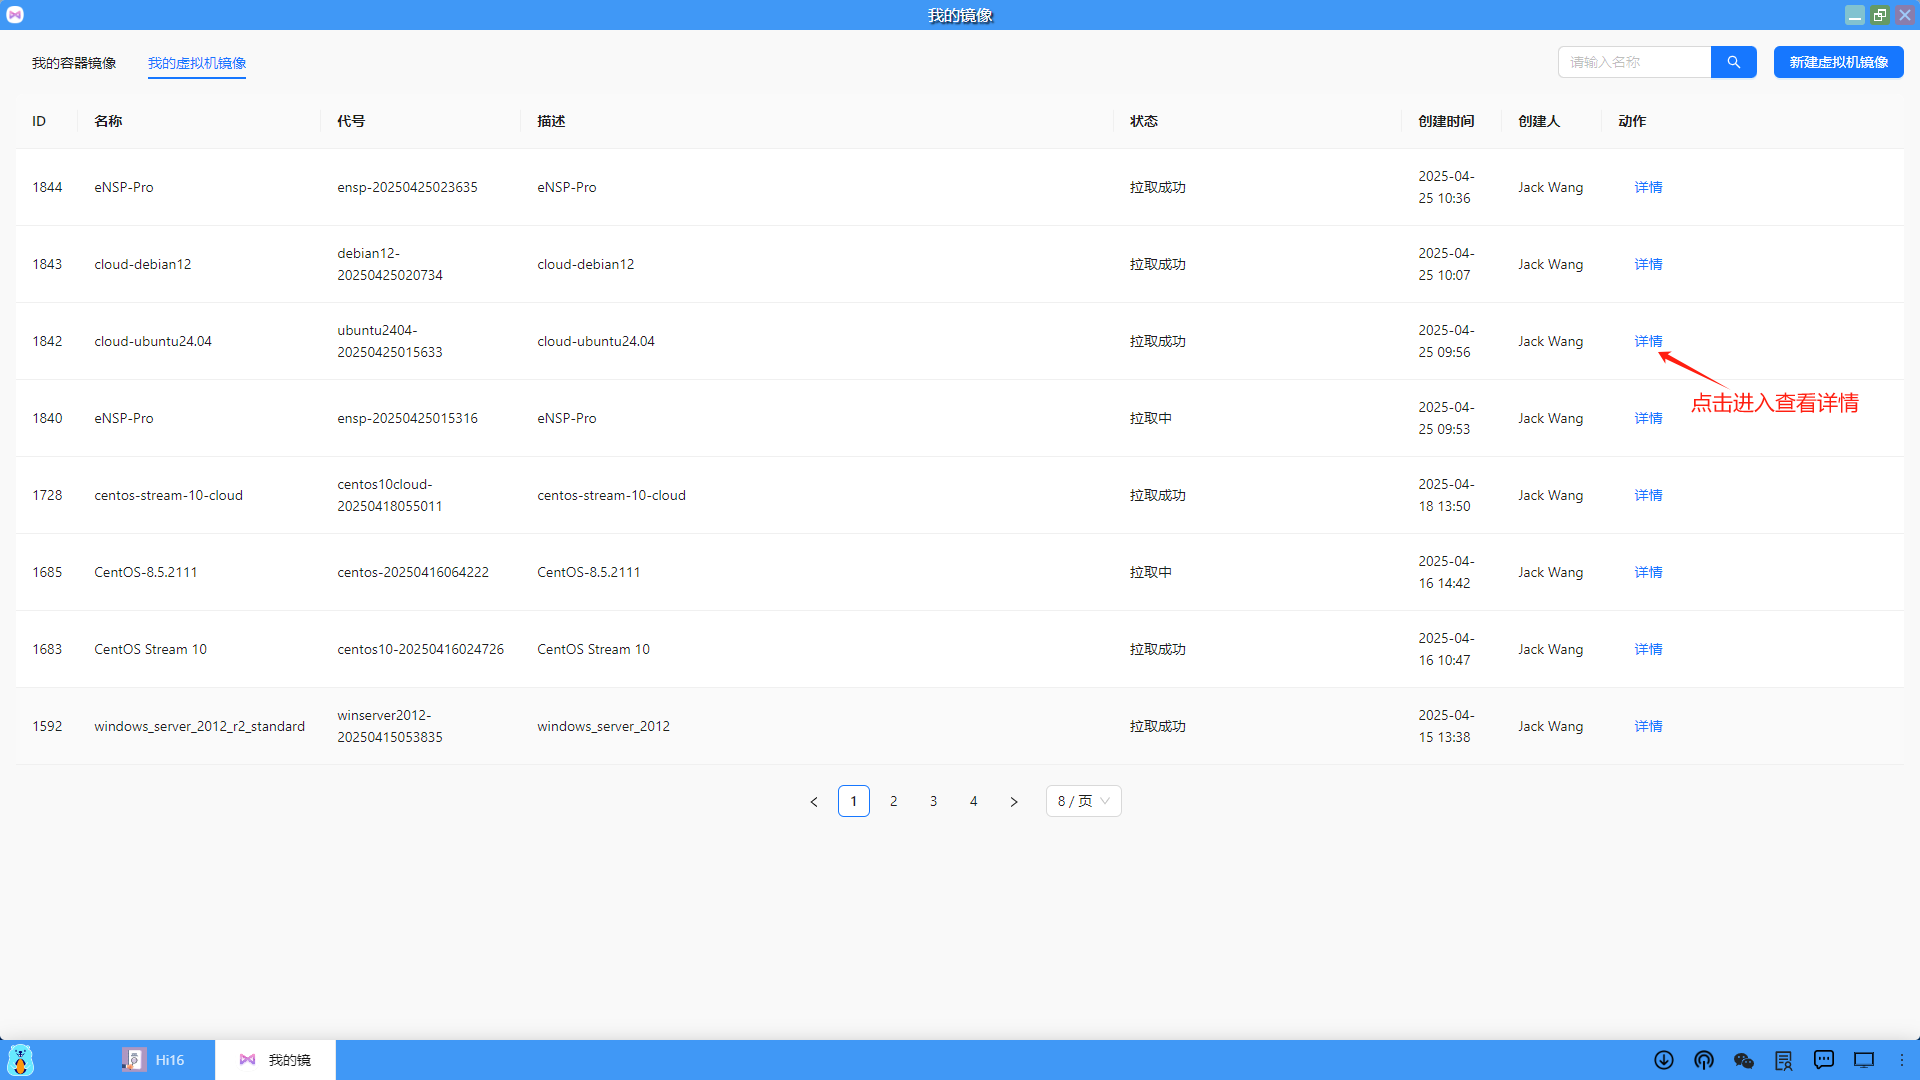 我的镜像
我的容器镜像
我的虚拟机镜像
请输入名称
新建虚拟机镜像
ID 名称 代号 描述 状态 创建时间 创建人 动作
1844 eNSP-Pro ensp-20250425023635 eNSP-Pro 拉取成功 2025-04-25 10:36 Jack Wang 详情
1843 cloud-debian12 debian12-20250425020734 cloud-debian12 拉取成功 2025-04-25 10:07 Jack Wang 详情
1842 cloud-ubuntu24.04 ubuntu2404-20250425015633 cloud-ubuntu24.04 拉取成功 2025-04-25 09:56 Jack Wang 详情
点击进入查看详情
1840 eNSP-Pro ensp-20250425015316 eNSP-Pro 拉取中 2025-04-25 09:53 Jack Wang 详情
1728 centos-stream-10-cloud centos10cloud-20250418055011 centos-stream-10-cloud 拉取成功 2025-04-18 13:50 Jack Wang 详情
1685 CentOS-8.5.2111 centos-20250416064222 CentOS-8.5.2111 拉取中 2025-04-16 14:42 Jack Wang 详情
1683 CentOS Stream 10 centos10-20250416024726 CentOS Stream 10 拉取成功 2025-04-16 10:47 Jack Wang 详情
1592 windows_server_2012_r2_standard winserver2012-20250415053835 windows_server_2012 拉取成功 2025-04-15 13:38 Jack Wang 详情
1 2 3 4 8 / 页
Hi16
我的镜